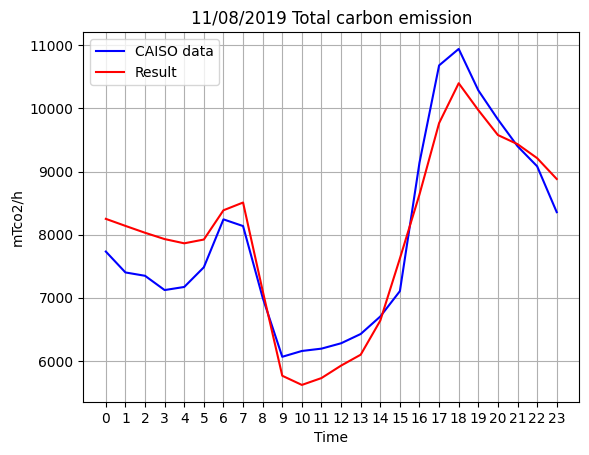 11/08/2019 Total carbon emission
CAISO data
Result
11000
10000
9000
8000
7000
6000
mTco2/h
0 1 2 3 4 5 6 7 8 9 10 11 12 13 14 15 16 17 18 19 20 21 22 23
Time